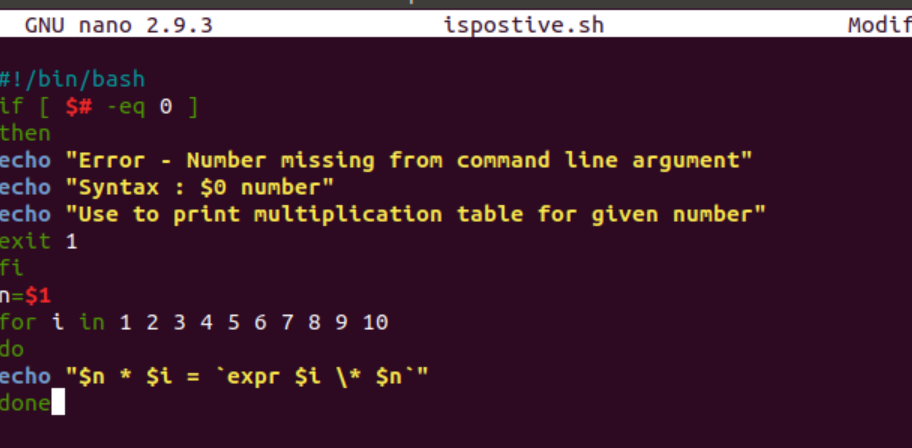 GNU nano 2.9.3 ispostive.sh Modif
#!/bin/bash
if [ $# -eq 0 ]
then
echo "Error - Number missing from command line argument"
echo "Syntax : $0 number"
echo "Use to print multiplication table for given number"
exit 1
fi
n=$1
for i in 1 2 3 4 5 6 7 8 9 10
do
echo "$n * $i = `expr $i \* $n`"
done